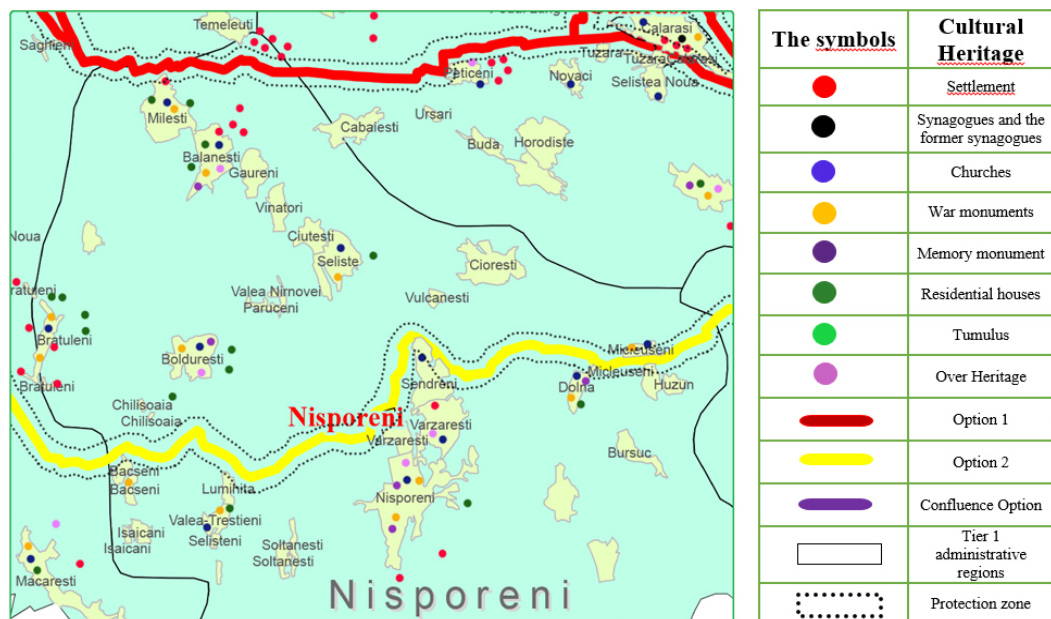 Temeleuti
Calarasi
Saghieni
Tuzara
Tuzara
Peticeni
Novaci
Selistea Noua
Milesti
Ursari
Cabaiesti
Balanesti
Buda
Horodiste
Gaureni
Vinatori
Noua
Ciutesti
Seliste
Cioresti
Valea Nirnovei
Paruceni
Vulcanesti
Bratuleni
Micleuseni
Bolduresti
Micleuseni
Sendreni
Dolna
Huzun
Bratuleni
Chilisoaia
Chilisoaia
Nisporeni
Varzaresti
Varzaresti
Bursuc
Bacseni
Bacseni
Luminita
Nisporeni
Valea-Trestieni
Isaicani
Selisteni
Isaicani
Soltanesti
Soltanesti
Macaresti
Nisporeni
The symbols
Cultural
Heritage
Settlement
Synagogues and the
former synagogues
Churches
War monuments
Memory monument
Residential houses
Tumulus
Over Heritage
Option 1
Option 2
Confluence Option
Tier 1
administrative
regions
Protection zone